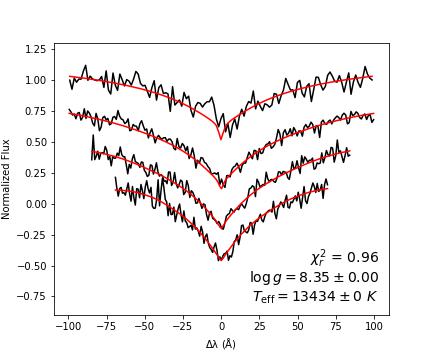 1.25
1.00
0.75
0.50
0.25
0.00
−0.25
−0.50
−0.75
Normalized Flux
χ²ᵣ = 0.96
log g = 8.35 ± 0.00
T_eff = 13434 ± 0 K
−100 −75 −50 −25 0 25 50 75 100
Δλ (Å)